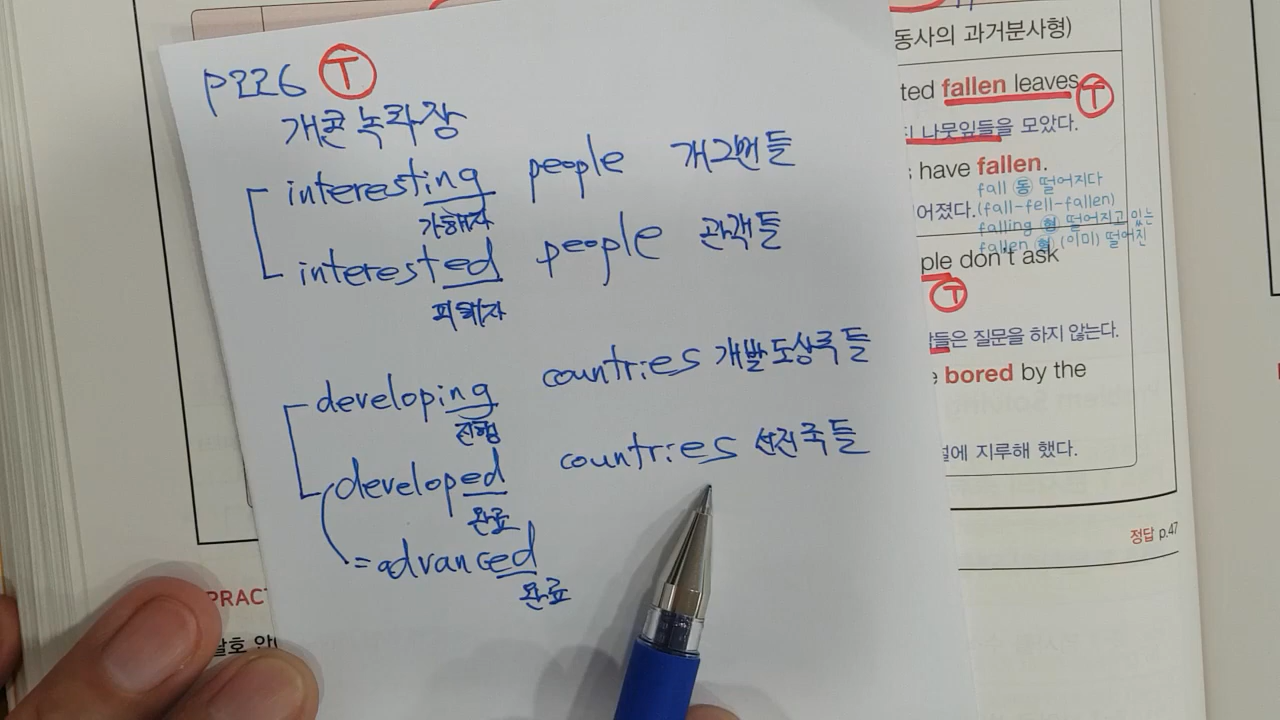 p226 T
개콘 녹화장
interesting people 개그맨들
가해자
interested people 관객들
피해자
developing countries 개발도상국들
진행
developed countries 선진국들
완료
= advanced
완료
동사의 과거분사형)
ted fallen leaves T
나뭇잎들을 모았다.
have fallen.
fall 동 떨어지다
어졌다. (fall-fell-fallen)
falling 형 떨어지고 있는
fallen 형 (이미) 떨어진
ple don't ask
T
들은 질문을 하지 않는다.
bored by the
에 지루해 했다.
정답 p.47
PRACT